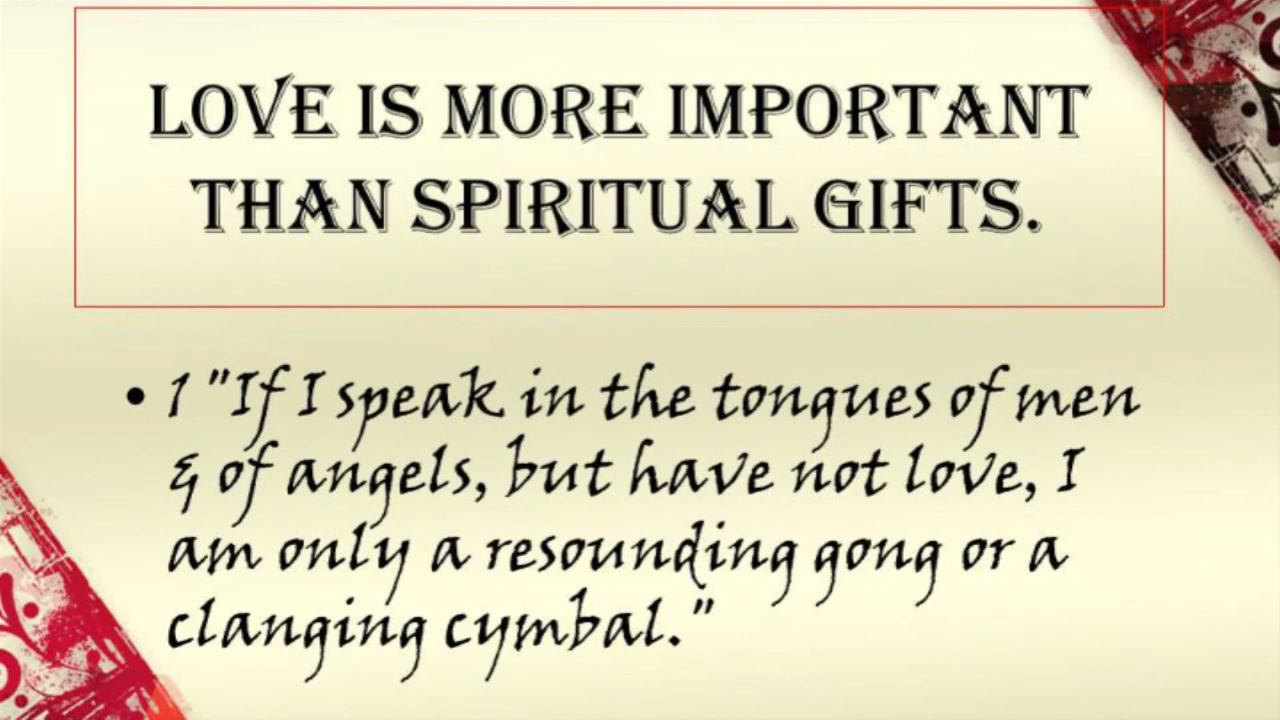 LOVE IS MORE IMPORTANT
THAN SPIRITUAL GIFTS.
• 1 "If I speak in the tongues of men
& of angels, but have not love, I
am only a resounding gong or a
clanging cymbal."